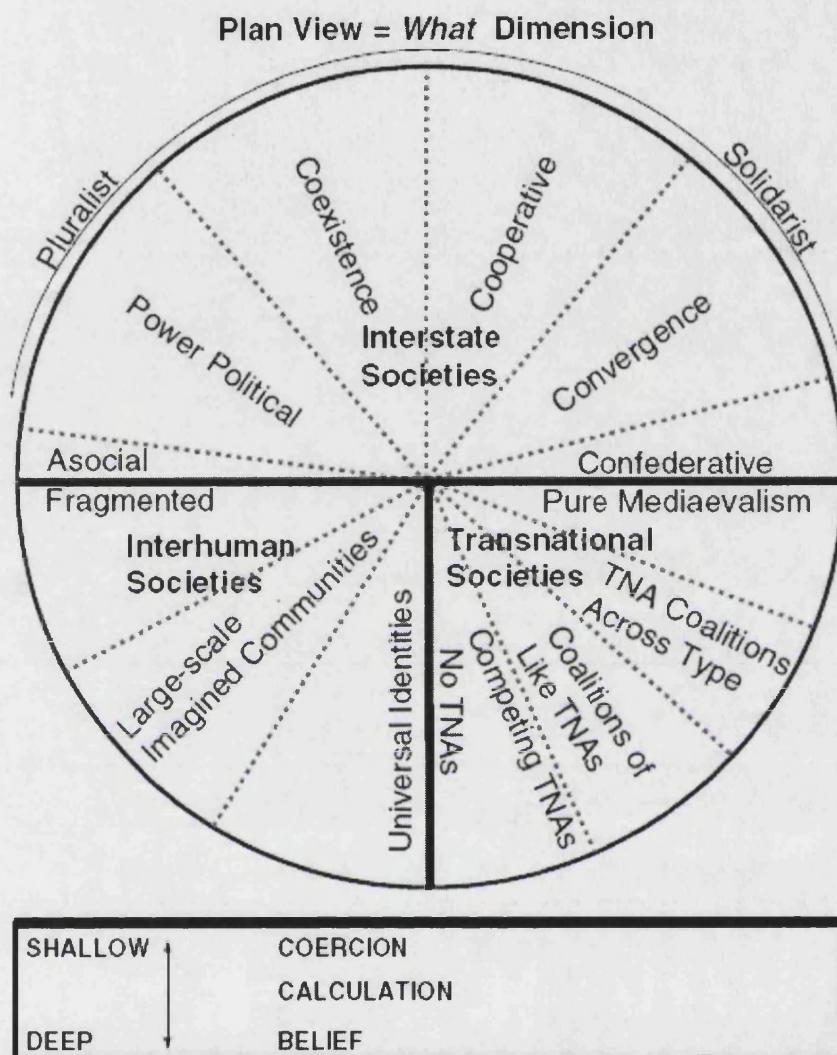 Plan View = What Dimension
Pluralist
Solidarist
Coexistence
Cooperative
Power Political
Convergence
Interstate
Societies
Asocial
Confederative
Fragmented
Pure Mediaevalism
Interhuman
Societies
Transnational
Societies
Large-scale
Imagined Communities
Universal Identities
No TNAs
Competing TNAs
Coalitions of
Like TNAs
TNA Coalitions
Across Type
SHALLOW
COERCION
CALCULATION
DEEP
BELIEF